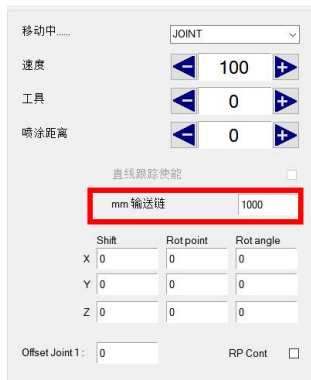 移动中...... JOINT
速度 100
工具 0
喷涂距离 0
直线跟踪使能
mm 输送链 1000
Shift Rot point Rot angle
X 0 0 0
Y 0 0 0
Z 0 0 0
Offset Joint 1 : 0 RP Cont